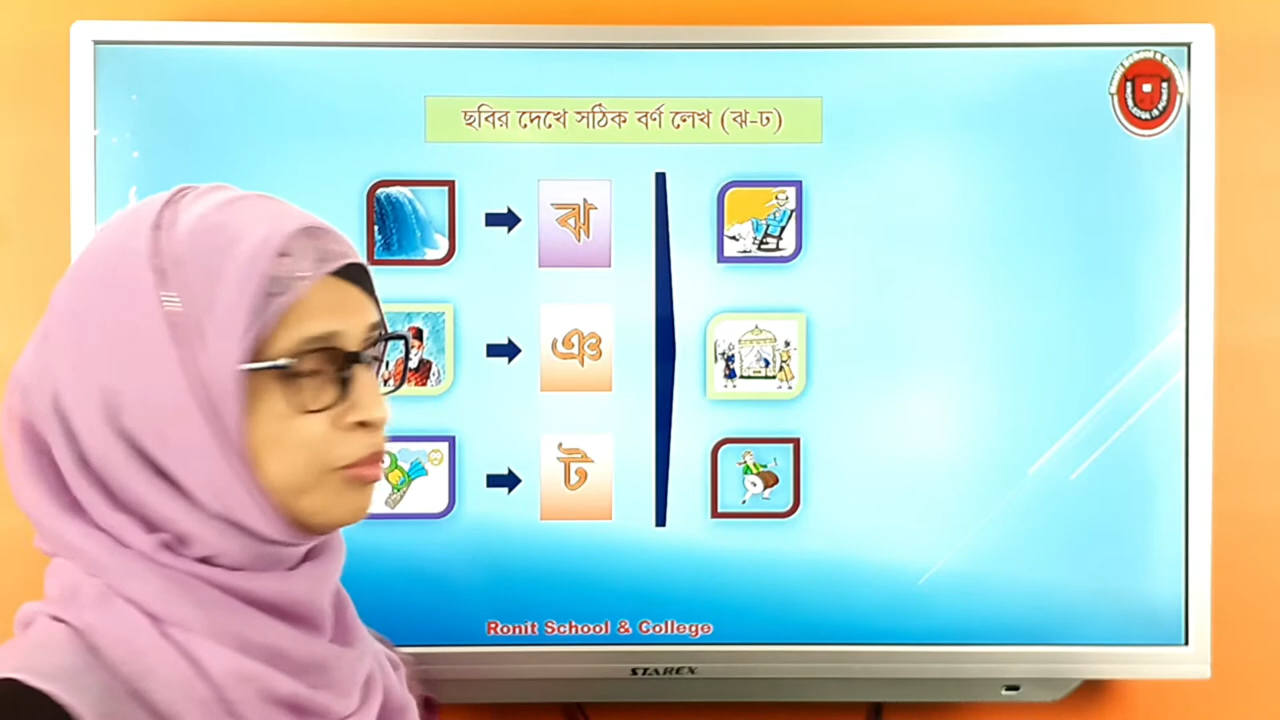 ছবির দেখে সঠিক বর্ণ লেখ (ঝ-ঢ)
ঝ
ঞ
ট
Ronit School & College
STAREX